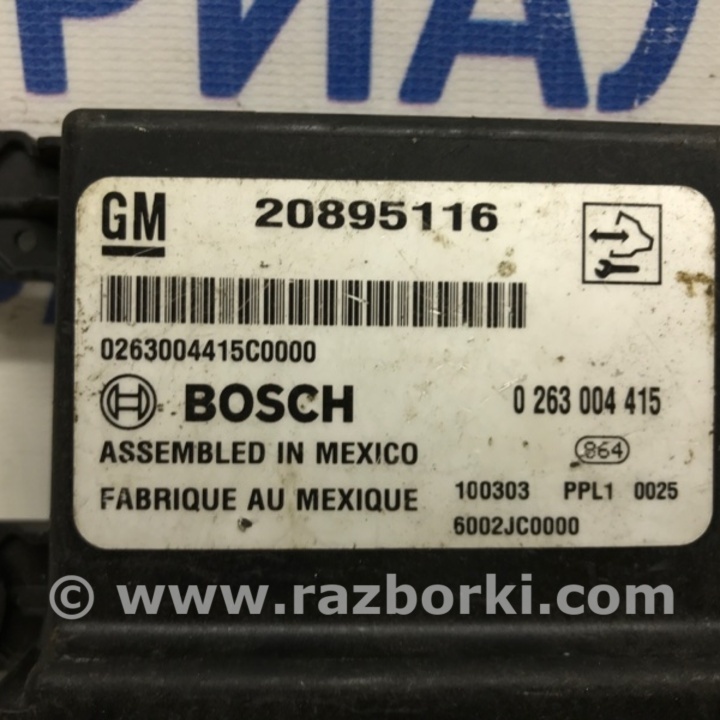 РИАЛ
GM 20895116
0263004415C0000
BOSCH 0 263 004 415
ASSEMBLED IN MEXICO 864
FABRIQUE AU MEXIQUE 100303 PPL1 0025
6002JC0000
© www.razborki.com